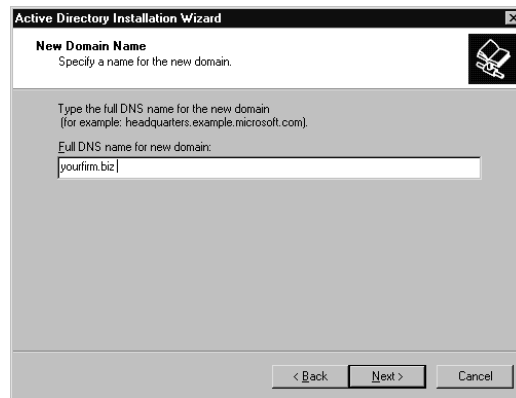 Active Directory Installation Wizard
New Domain Name
Specify a name for the new domain.
Type the full DNS name for the new domain
(for example: headquarters.example.microsoft.com).
Full DNS name for new domain:
yourfirm.biz
< Back Next > Cancel